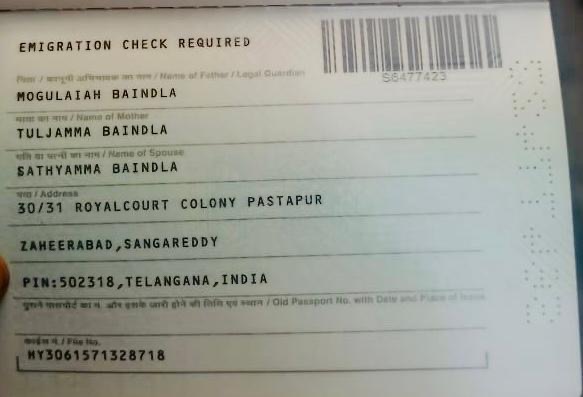 EMIGRATION CHECK REQUIRED
S6477423
पिता / कानूनी अभिभावक का नाम / Name of Father / Legal Guardian
MOGULAIAH BAINDLA
माता का नाम / Name of Mother
TULJAMMA BAINDLA
पति या पत्नी का नाम / Name of Spouse
SATHYAMMA BAINDLA
पता / Address
30/31 ROYALCOURT COLONY PASTAPUR
ZAHEERABAD,SANGAREDDY
PIN:502318,TELANGANA,INDIA
पुराने पासपोर्ट का नं. और इसके जारी होने की तिथि एवं स्थान / Old Passport No. with Date and Place of Issue
फाईल नं. / File No.
HY3061571328718